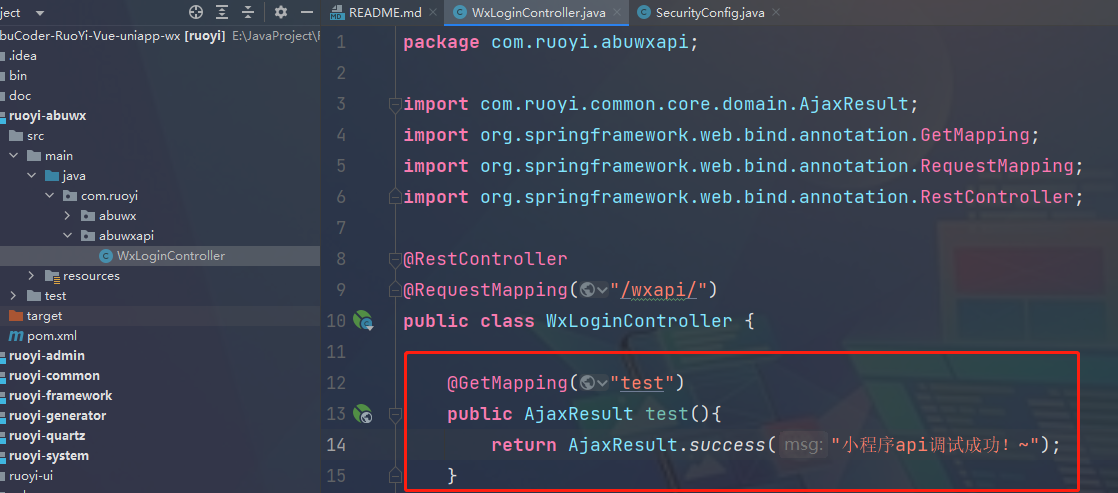 ject
README.md
WxLoginController.java
SecurityConfig.java
buCoder-RuoYi-Vue-uniapp-wx [ruoyi] E:\JavaProject\F
.idea
bin
doc
ruoyi-abuwx
src
main
java
com.ruoyi
abuwx
abuwxapi
WxLoginController
resources
test
target
pom.xml
ruoyi-admin
ruoyi-common
ruoyi-framework
ruoyi-generator
ruoyi-quartz
ruoyi-system
ruoyi-ui
1 package com.ruoyi.abuwxapi;
2
3 import com.ruoyi.common.core.domain.AjaxResult;
4 import org.springframework.web.bind.annotation.GetMapping;
5 import org.springframework.web.bind.annotation.RequestMapping;
6 import org.springframework.web.bind.annotation.RestController;
7
8 @RestController
9 @RequestMapping("/wxapi/")
10 public class WxLoginController {
11
12 @GetMapping("test")
13 public AjaxResult test(){
14 return AjaxResult.success( msg: "小程序api调试成功！~");
15 }